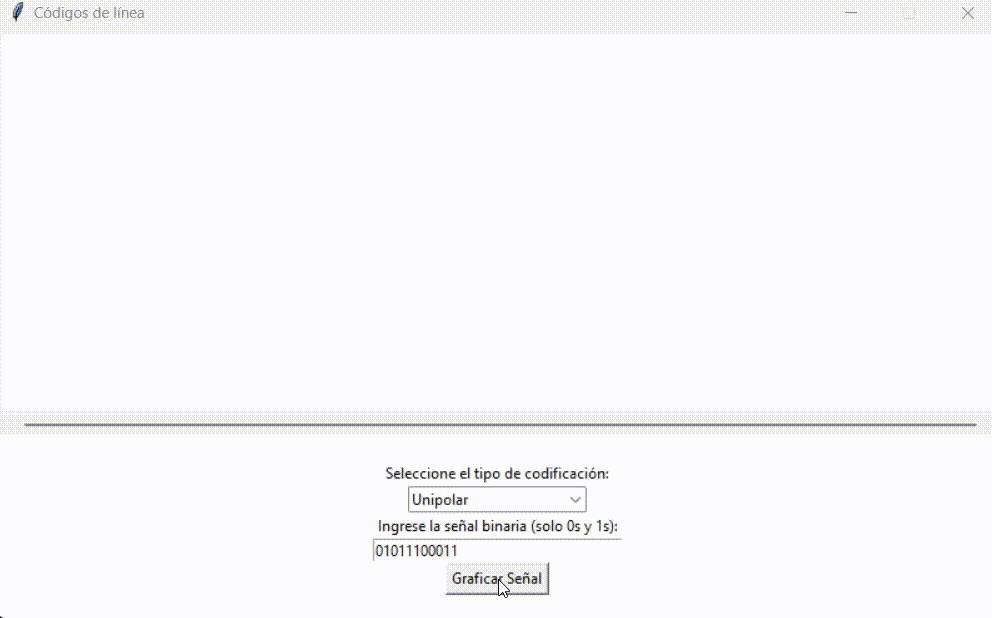 Códigos de línea
Seleccione el tipo de codificación:
Unipolar
Ingrese la señal binaria (solo 0s y 1s):
01011100011
Graficar Señal